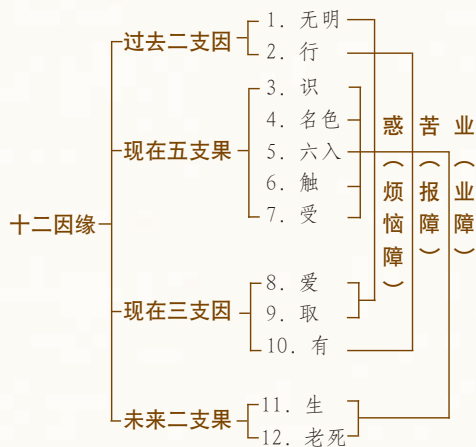 十二因缘
过去二支因
1. 无明
2. 行
现在五支果
3. 识
4. 名色
5. 六入
6. 触
7. 受
现在三支因
8. 爱
9. 取
10. 有
未来二支果
11. 生
12. 老死
惑（烦恼障）
苦（报障）
业（业障）